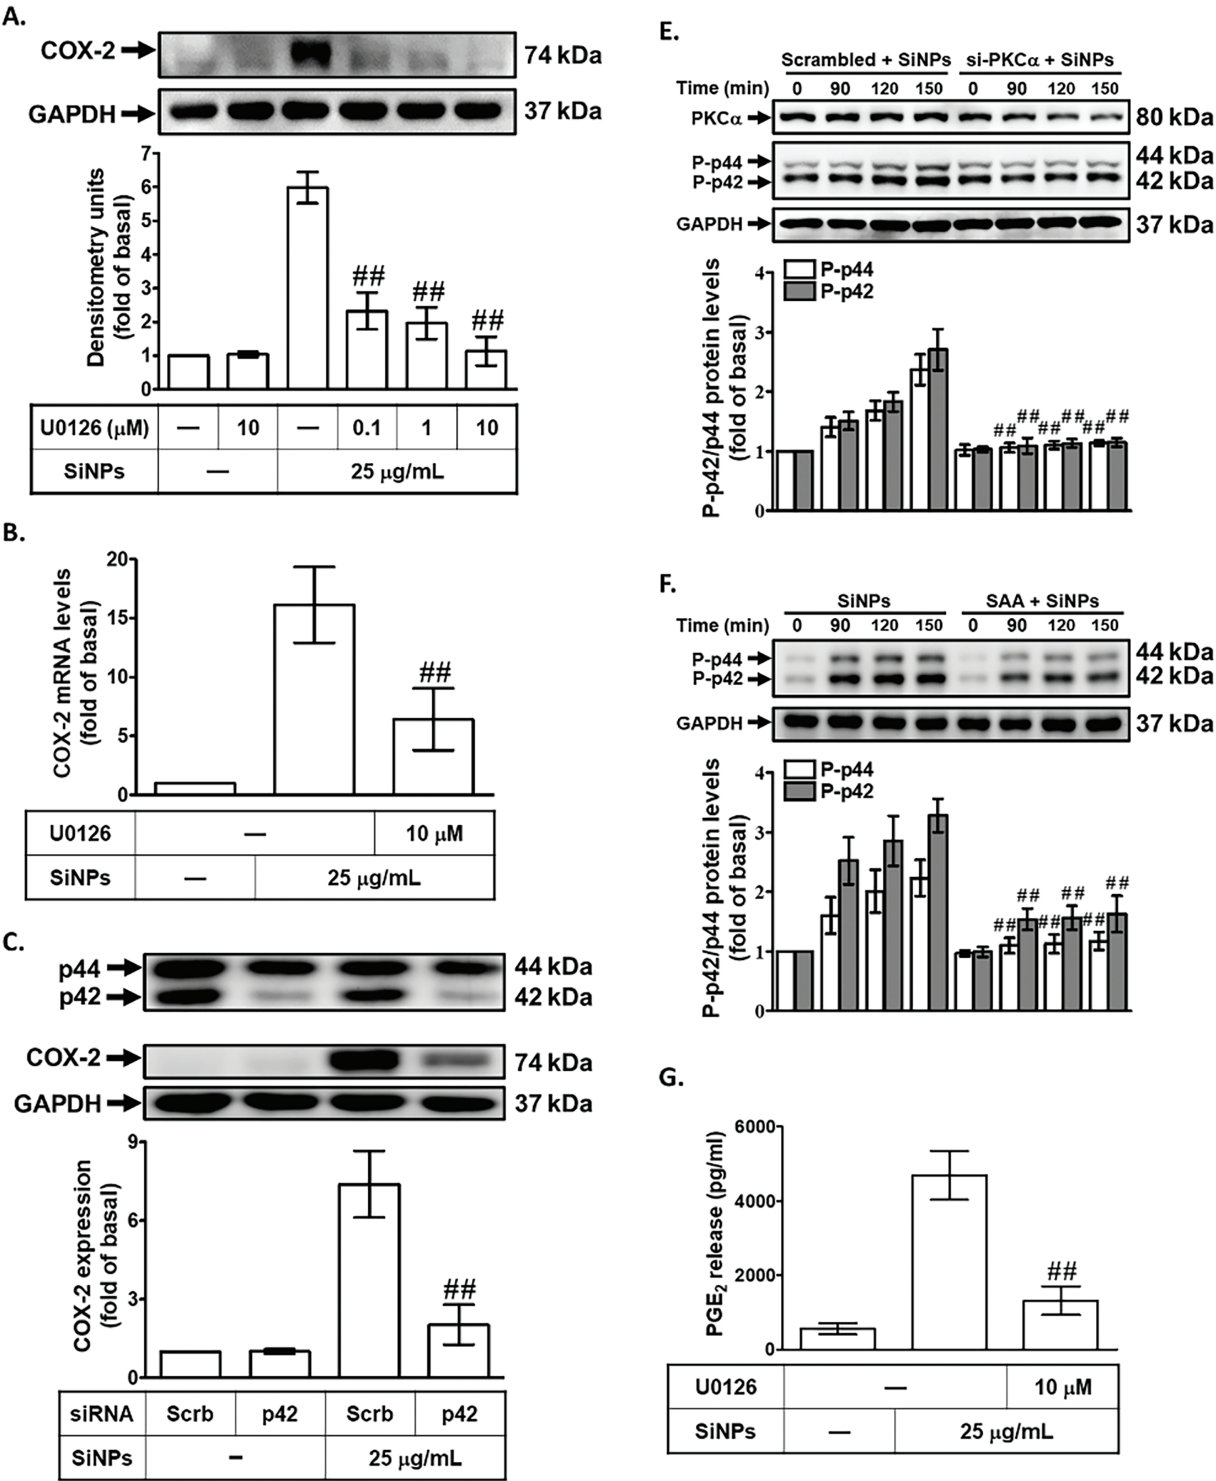 A.
COX-2
74 kDa
GAPDH
37 kDa
Densitometry units
(fold of basal)
7
6
5
4
3
2
1
0
##
##
##
U0126 (μM) — 10 — 0.1 1 10
SiNPs — 25 μg/mL
B.
COX-2 mRNA levels
(fold of basal)
20
15
10
5
0
##
U0126 — 10 μM
SiNPs — 25 μg/mL
C.
p44
44 kDa
p42
42 kDa
COX-2
74 kDa
GAPDH
37 kDa
COX-2 expression
(fold of basal)
9
6
3
0
##
siRNA Scrb p42 Scrb p42
SiNPs – 25 μg/mL
E.
Scrambled + SiNPs si-PKCα + SiNPs
Time (min) 0 90 120 150 0 90 120 150
PKCα
80 kDa
P-p44
44 kDa
P-p42
42 kDa
GAPDH
37 kDa
P-p42/p44 protein levels
(fold of basal)
P-p44
P-p42
4
3
2
1
0
## ## ## ## ## ##
F.
SiNPs SAA + SiNPs
Time (min) 0 90 120 150 0 90 120 150
P-p44
44 kDa
P-p42
42 kDa
GAPDH
37 kDa
P-p42/p44 protein levels
(fold of basal)
P-p44
P-p42
4
3
2
1
0
## ## ## ## ## ##
G.
PGE2 release (pg/ml)
6000
4000
2000
0
##
U0126 — 10 μM
SiNPs — 25 μg/mL